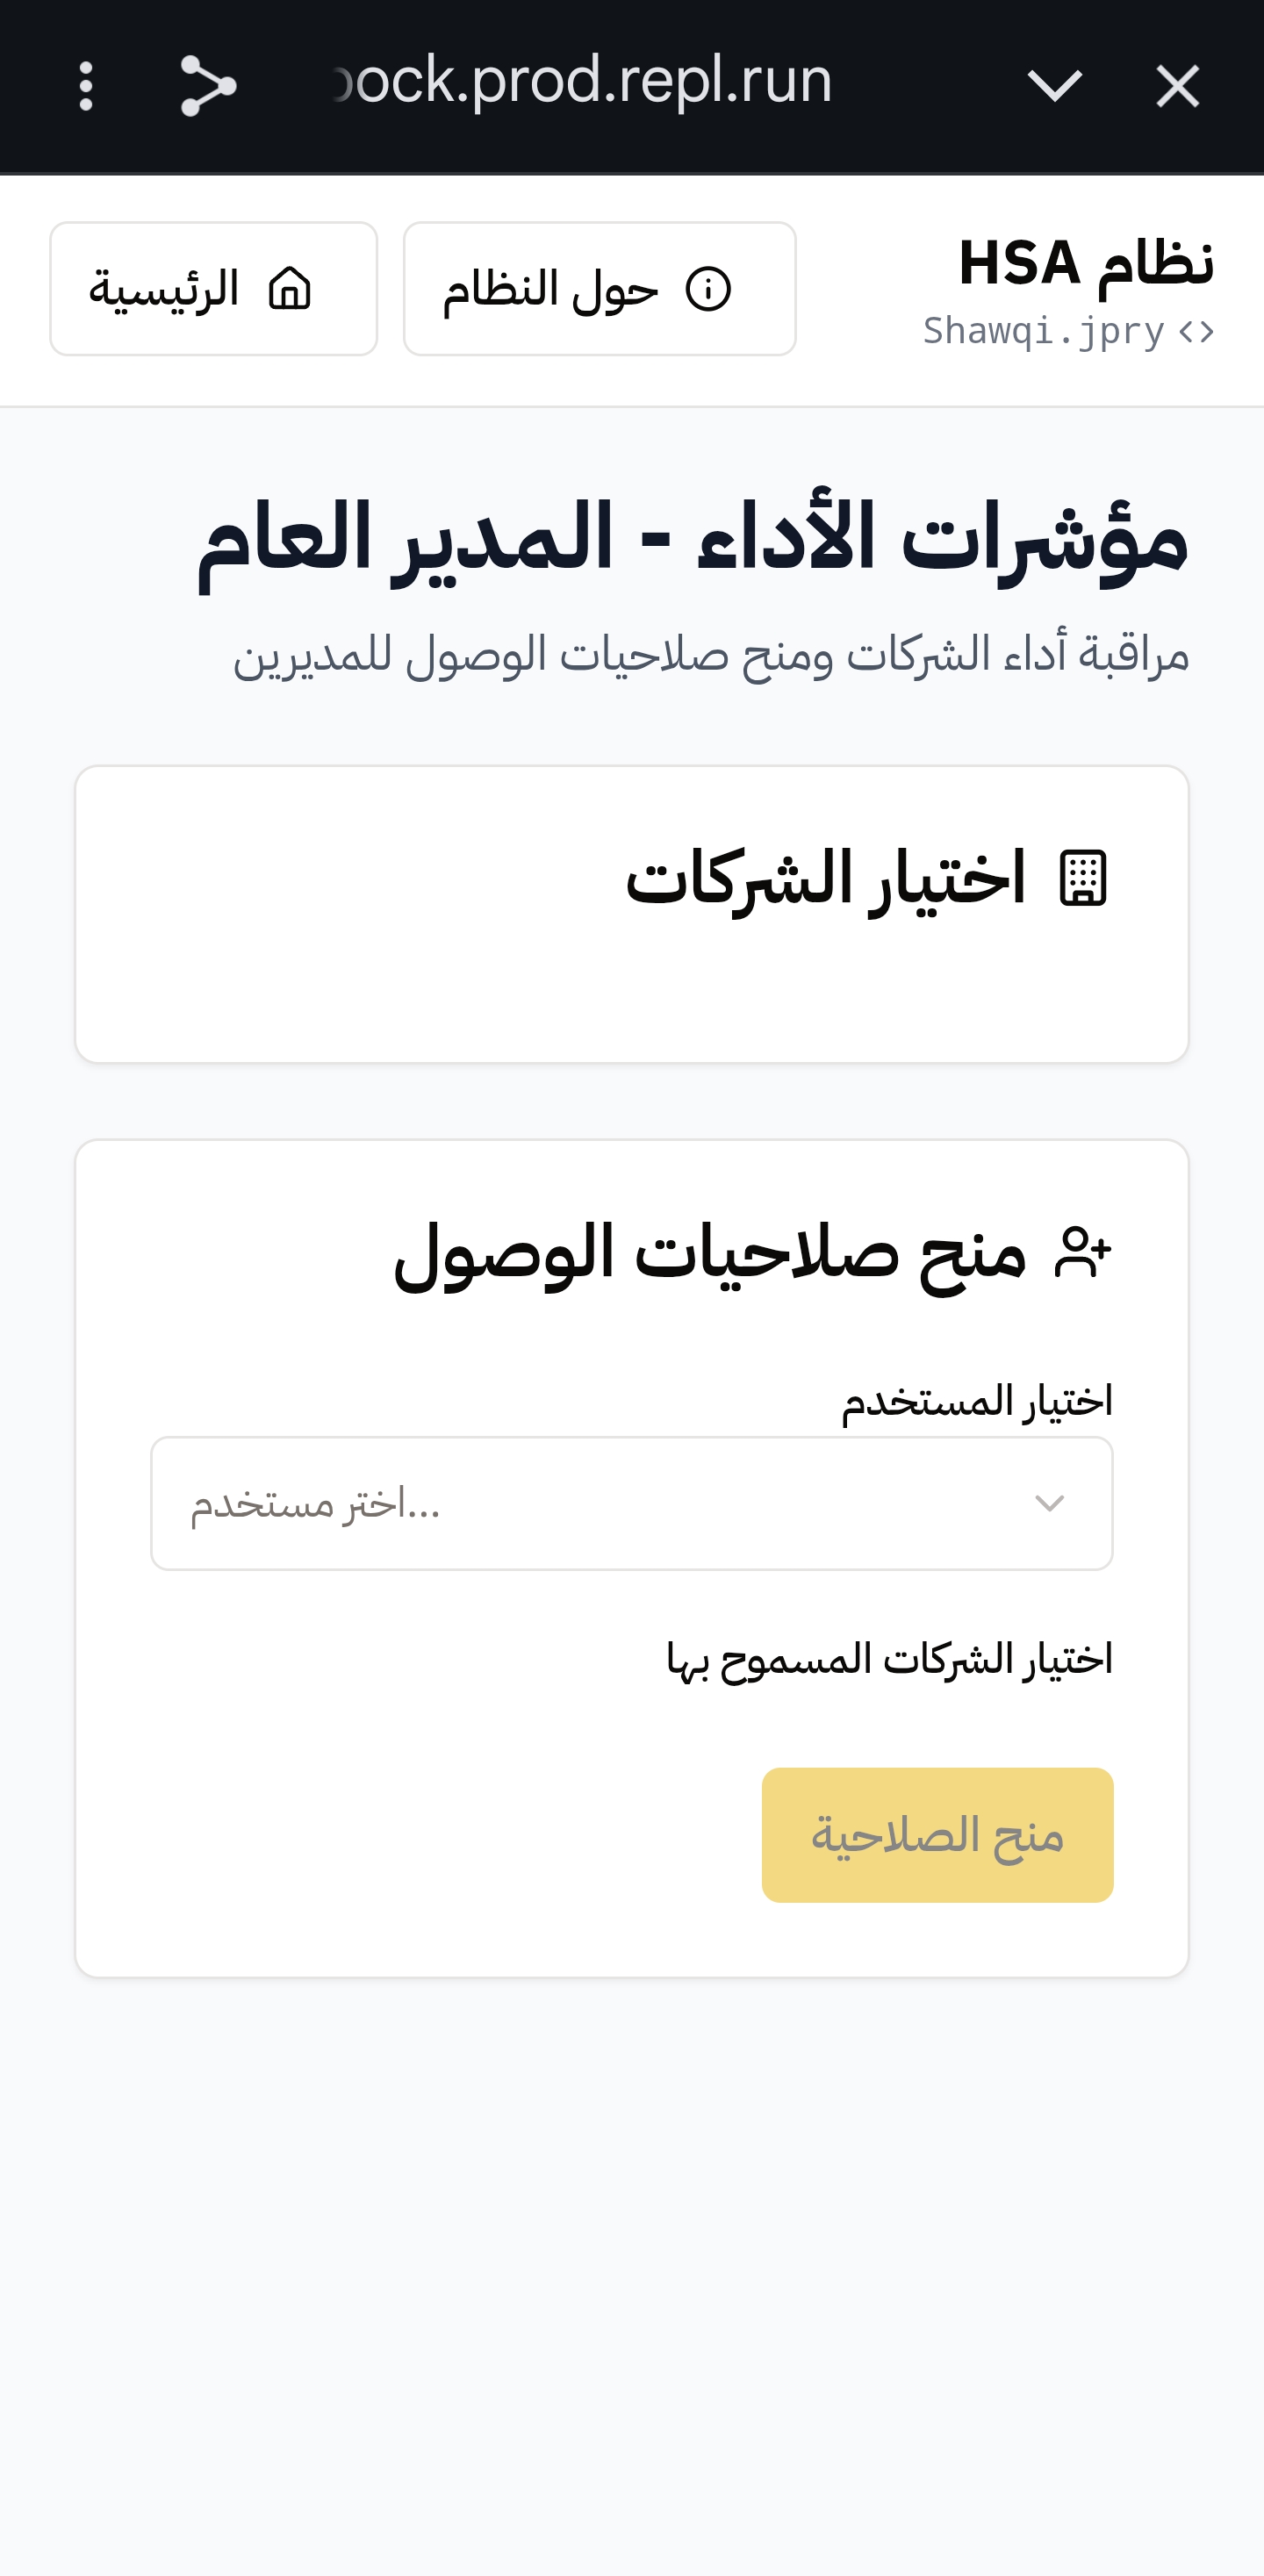 ock.prod.repl.run
نظام HSA
Shawqi.jpry
حول النظام
الرئيسية
مؤشرات الأداء - المدير العام
مراقبة أداء الشركات ومنح صلاحيات الوصول للمديرين
اختيار الشركات
منح صلاحيات الوصول
اختيار المستخدم
اختر مستخدم...
اختيار الشركات المسموح بها
منح الصلاحية